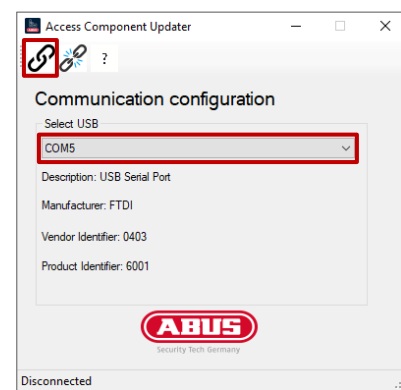 Access Component Updater
?
Communication configuration
Select USB
COM5
Description: USB Serial Port
Manufacturer: FTDI
Vendor Identifier: 0403
Product Identifier: 6001
ABUS
Security Tech Germany
Disconnected